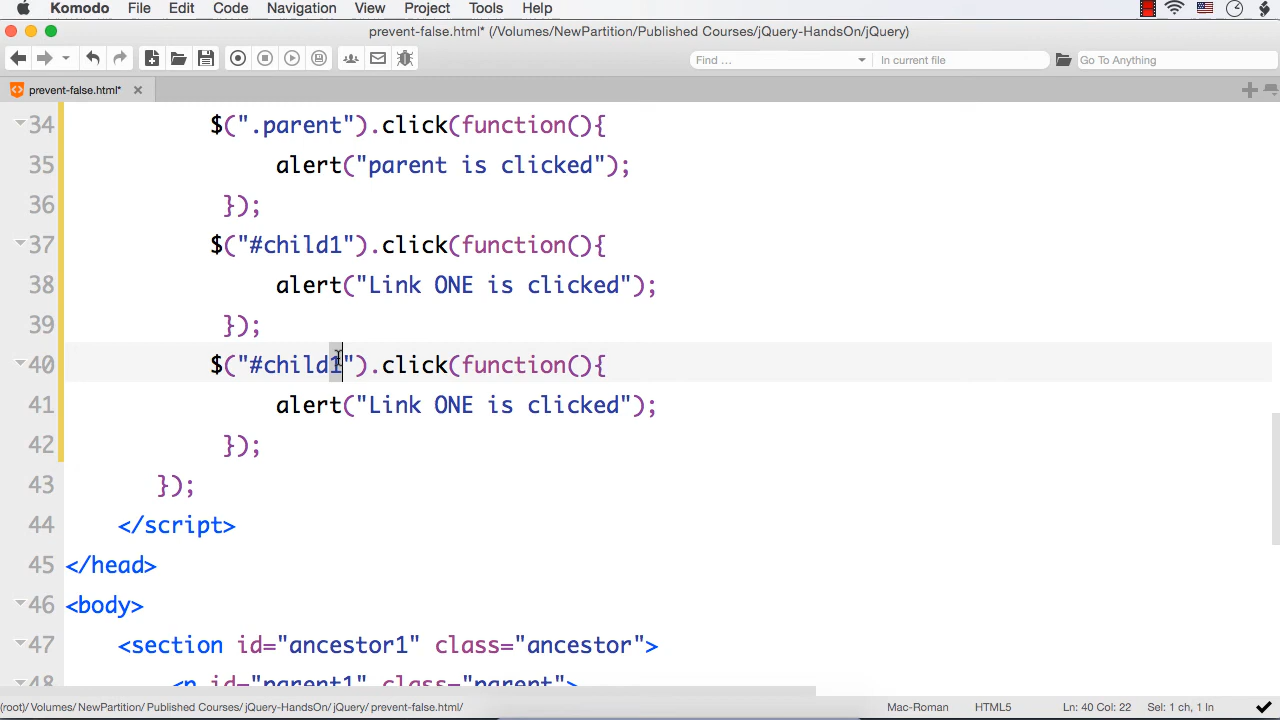 Komodo File Edit Code Navigation View Project Tools Help
prevent-false.html* (/Volumes/NewPartition/Published Courses/jQuery-HandsOn/jQuery)
Find ... In current file Go To Anything
prevent-false.html*
34 $(".parent").click(function(){
35 alert("parent is clicked");
36 });
37 $("#child1").click(function(){
38 alert("Link ONE is clicked");
39 });
40 $("#child1").click(function(){
41 alert("Link ONE is clicked");
42 });
43 });
44 </script>
45 </head>
46 <body>
47 <section id="ancestor1" class="ancestor">
48 <p id="parent1" class="parent">
(root)/ Volumes/ NewPartition/ Published Courses/ jQuery-HandsOn/ jQuery/ prevent-false.html/ Mac-Roman HTML5 Ln: 40 Col: 22 Sel: 1 ch, 1 ln